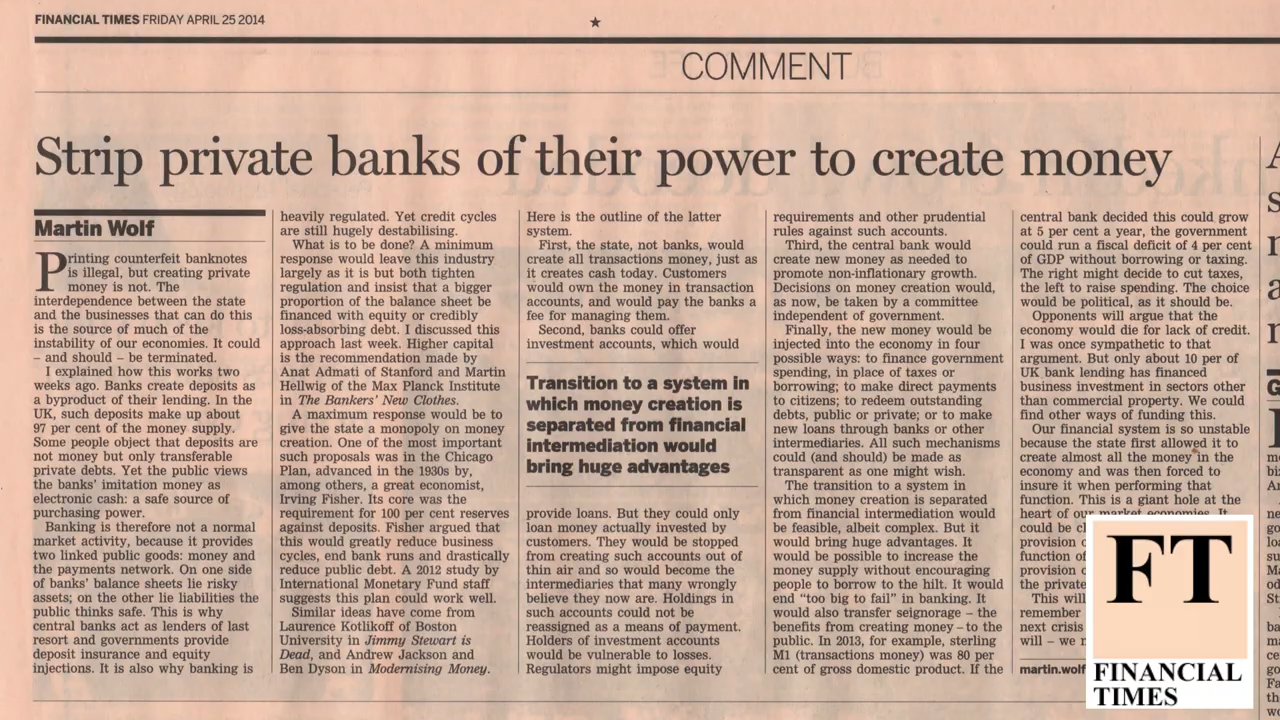 FINANCIAL TIMES FRIDAY APRIL 25 2014
★
COMMENT
Strip private banks of their power to create money
Martin Wolf
Printing counterfeit banknotes
is illegal, but creating private
money is not. The
interdependence between the state
and the businesses that can do this
is the source of much of the
instability of our economies. It could
– and should – be terminated.
I explained how this works two
weeks ago. Banks create deposits as
a byproduct of their lending. In the
UK, such deposits make up about
97 per cent of the money supply.
Some people object that deposits are
not money but only transferable
private debts. Yet the public views
the banks' imitation money as
electronic cash: a safe source of
purchasing power.
Banking is therefore not a normal
market activity, because it provides
two linked public goods: money and
the payments network. On one side
of banks' balance sheets lie risky
assets; on the other lie liabilities the
public thinks safe. This is why
central banks act as lenders of last
resort and governments provide
deposit insurance and equity
injections. It is also why banking is
heavily regulated. Yet credit cycles
are still hugely destabilising.
What is to be done? A minimum
response would leave this industry
largely as it is but both tighten
regulation and insist that a bigger
proportion of the balance sheet be
financed with equity or credibly
loss-absorbing debt. I discussed this
approach last week. Higher capital
is the recommendation made by
Anat Admati of Stanford and Martin
Hellwig of the Max Planck Institute
in The Bankers' New Clothes.
A maximum response would be to
give the state a monopoly on money
creation. One of the most important
such proposals was in the Chicago
Plan, advanced in the 1930s by,
among others, a great economist,
Irving Fisher. Its core was the
requirement for 100 per cent reserves
against deposits. Fisher argued that
this would greatly reduce business
cycles, end bank runs and drastically
reduce public debt. A 2012 study by
International Monetary Fund staff
suggests this plan could work well.
Similar ideas have come from
Laurence Kotlikoff of Boston
University in Jimmy Stewart is
Dead, and Andrew Jackson and
Ben Dyson in Modernising Money.
Here is the outline of the latter
system.
First, the state, not banks, would
create all transactions money, just as
it creates cash today. Customers
would own the money in transaction
accounts, and would pay the banks a
fee for managing them.
Second, banks could offer
investment accounts, which would
Transition to a system in
which money creation is
separated from financial
intermediation would
bring huge advantages
provide loans. But they could only
loan money actually invested by
customers. They would be stopped
from creating such accounts out of
thin air and so would become the
intermediaries that many wrongly
believe they now are. Holdings in
such accounts could not be
reassigned as a means of payment.
Holders of investment accounts
would be vulnerable to losses.
Regulators might impose equity
requirements and other prudential
rules against such accounts.
Third, the central bank would
create new money as needed to
promote non-inflationary growth.
Decisions on money creation would,
as now, be taken by a committee
independent of government.
Finally, the new money would be
injected into the economy in four
possible ways: to finance government
spending, in place of taxes or
borrowing; to make direct payments
to citizens; to redeem outstanding
debts, public or private; or to make
new loans through banks or other
intermediaries. All such mechanisms
could (and should) be made as
transparent as one might wish.
The transition to a system in
which money creation is separated
from financial intermediation would
be feasible, albeit complex. But it
would bring huge advantages. It
would be possible to increase the
money supply without encouraging
people to borrow to the hilt. It would
end “too big to fail” in banking. It
would also transfer seignorage – the
benefits from creating money – to the
public. In 2013, for example, sterling
M1 (transactions money) was 80 per
cent of gross domestic product. If the
central bank decided this could grow
at 5 per cent a year, the government
could run a fiscal deficit of 4 per cent
of GDP without borrowing or taxing.
The right might decide to cut taxes,
the left to raise spending. The choice
would be political, as it should be.
Opponents will argue that the
economy would die for lack of credit.
I was once sympathetic to that
argument. But only about 10 per of
UK bank lending has financed
business investment in sectors other
than commercial property. We could
find other ways of funding this.
Our financial system is so unstable
because the state first allowed it to
create almost all the money in the
economy and was then forced to
insure it when performing that
function. This is a giant hole at the
heart of our market economies. It
could be
provision
function of
provision
the private
This will
remember
next crisis
will – we
martin.wolf
FT
FINANCIAL
TIMES